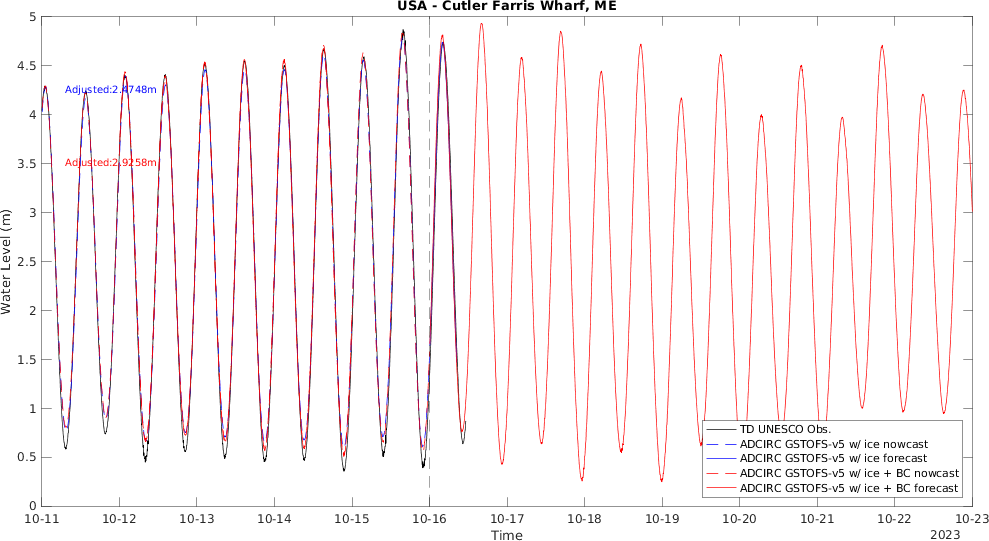 USA - Cutler Farris Wharf, ME
5
4.5
4
3.5
3
2.5
2
1.5
1
0.5
0
Water Level (m)
Adjusted:2.4748m
Adjusted:2.9258m
TD UNESCO Obs.
ADCIRC GSTOFS-v5 w/ ice nowcast
ADCIRC GSTOFS-v5 w/ ice forecast
ADCIRC GSTOFS-v5 w/ ice + BC nowcast
ADCIRC GSTOFS-v5 w/ ice + BC forecast
10-11 10-12 10-13 10-14 10-15 10-16 10-17 10-18 10-19 10-20 10-21 10-22 10-23
Time
2023